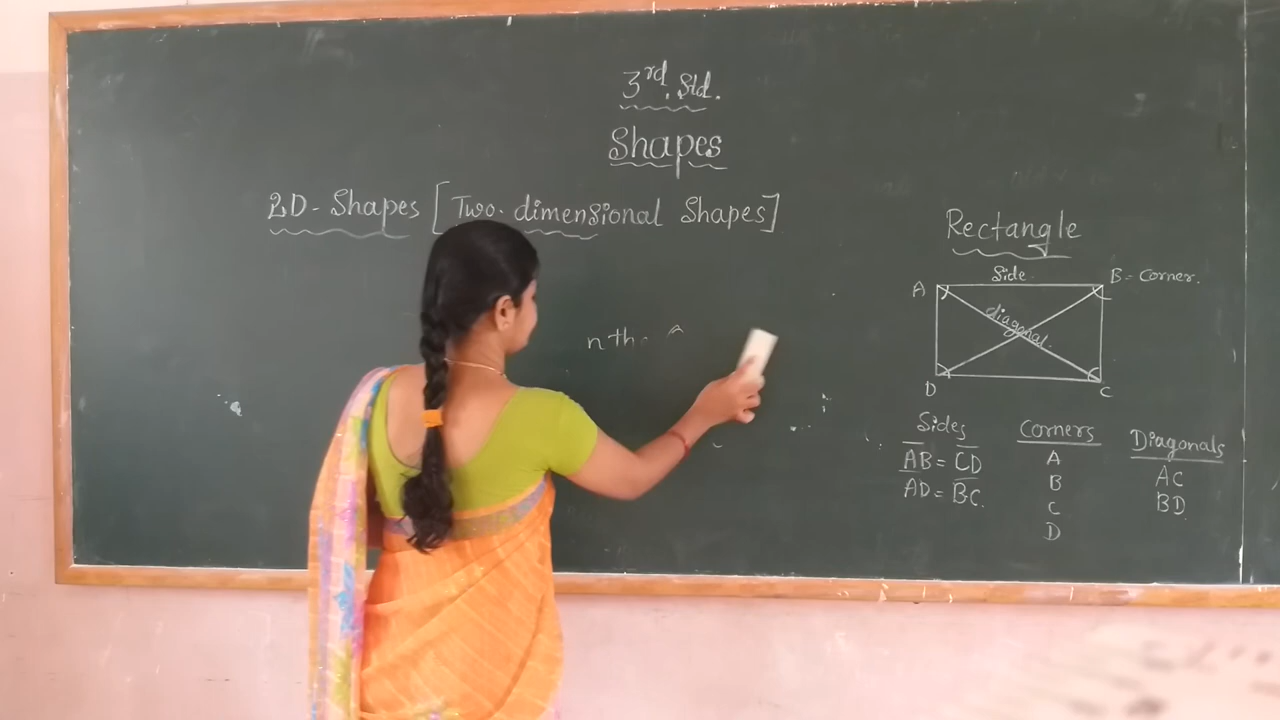 3rd. Std.
Shapes
2D- Shapes [Two. dimensional Shapes]
nth.
Rectangle
Side.
A
B = Corner.
diagonal.
D
C
Sides
AB = CD
AD = BC.
Corners
A
B
C
D
Diagonals
AC
BD